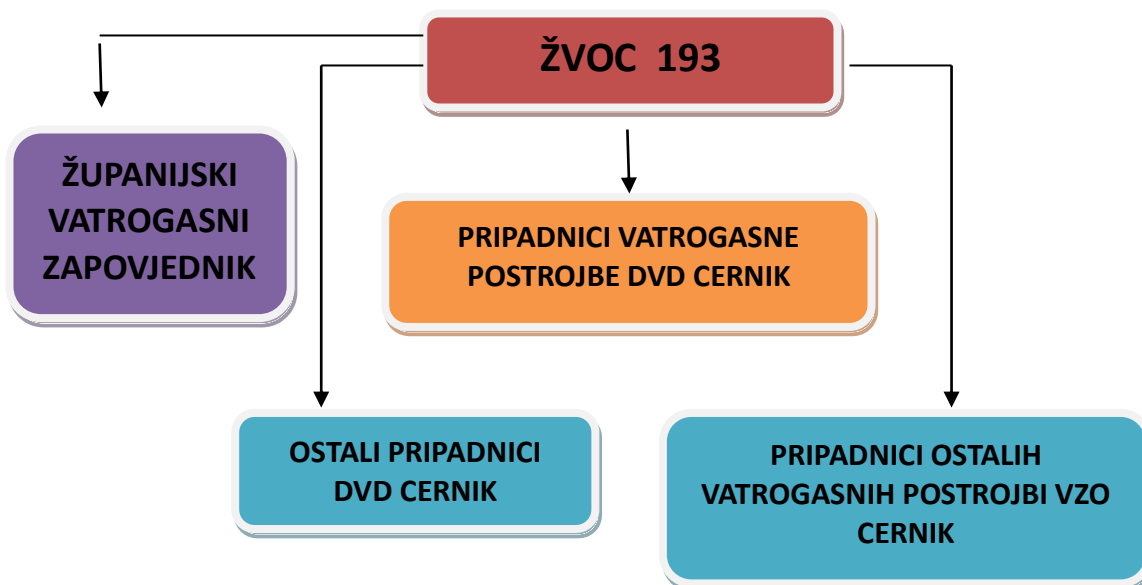 ŽVOC 193
ŽUPANIJSKI
VATROGASNI
ZAPOVJEDNIK
PRIPADNICI VATROGASNE
POSTROJBE DVD CERNIK
OSTALI PRIPADNICI
DVD CERNIK
PRIPADNICI OSTALIH
VATROGASNIH POSTROJBI VZO
CERNIK